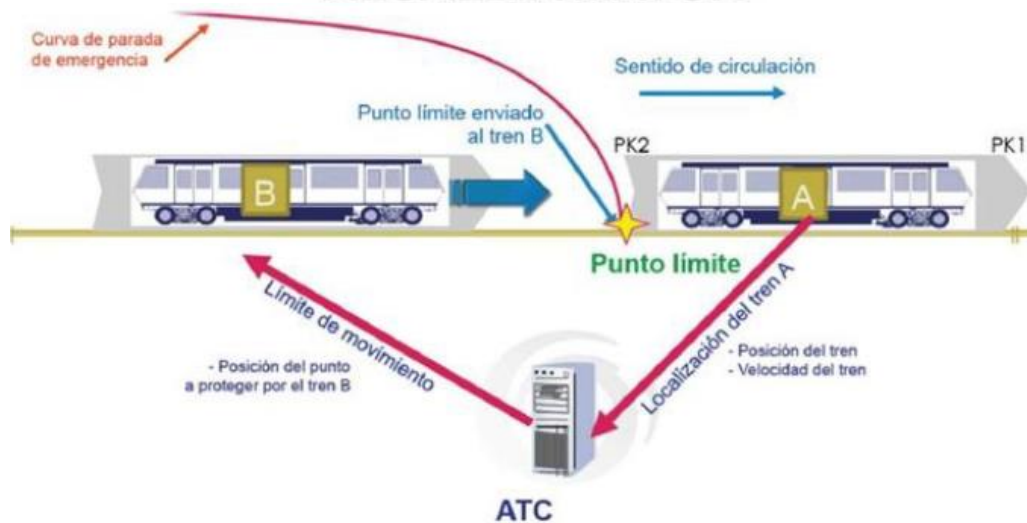 Curva de parada
de emergencia
Sentido de circulación
Punto límite enviado
al tren B
PK2
PK1
B
A
Punto límite
Límite de movimiento
Localización del tren A
- Posición del punto
a proteger por el tren B
- Posición del tren
- Velocidad del tren
ATC